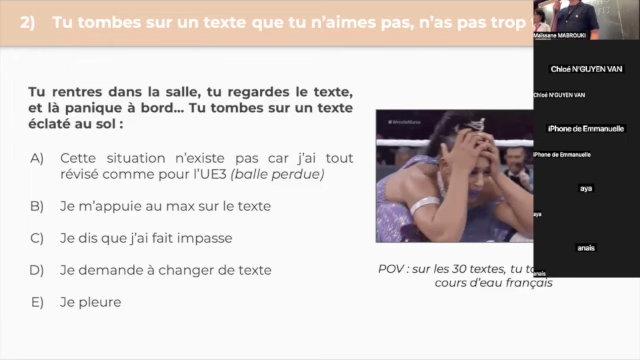 2) Tu tombes sur un texte que tu n'aimes pas, n'as pas trop
Tu rentres dans la salle, tu regardes le texte,
et là panique à bord... Tu tombes sur un texte
éclaté au sol :
A) Cette situation n'existe pas car j'ai tout
révisé comme pour l'UE3 (balle perdue)
B) Je m'appuie au max sur le texte
C) Je dis que j'ai fait impasse
D) Je demande à changer de texte
E) Je pleure
POV : sur les 30 textes, tu
cours d'eau français
Maïssane MABROUKI
Chloé N'GUYEN VAN
Chloé N'GUYEN VAN
iPhone de Emmanuelle
iPhone de Emmanuelle
aya
aya
anais
anais